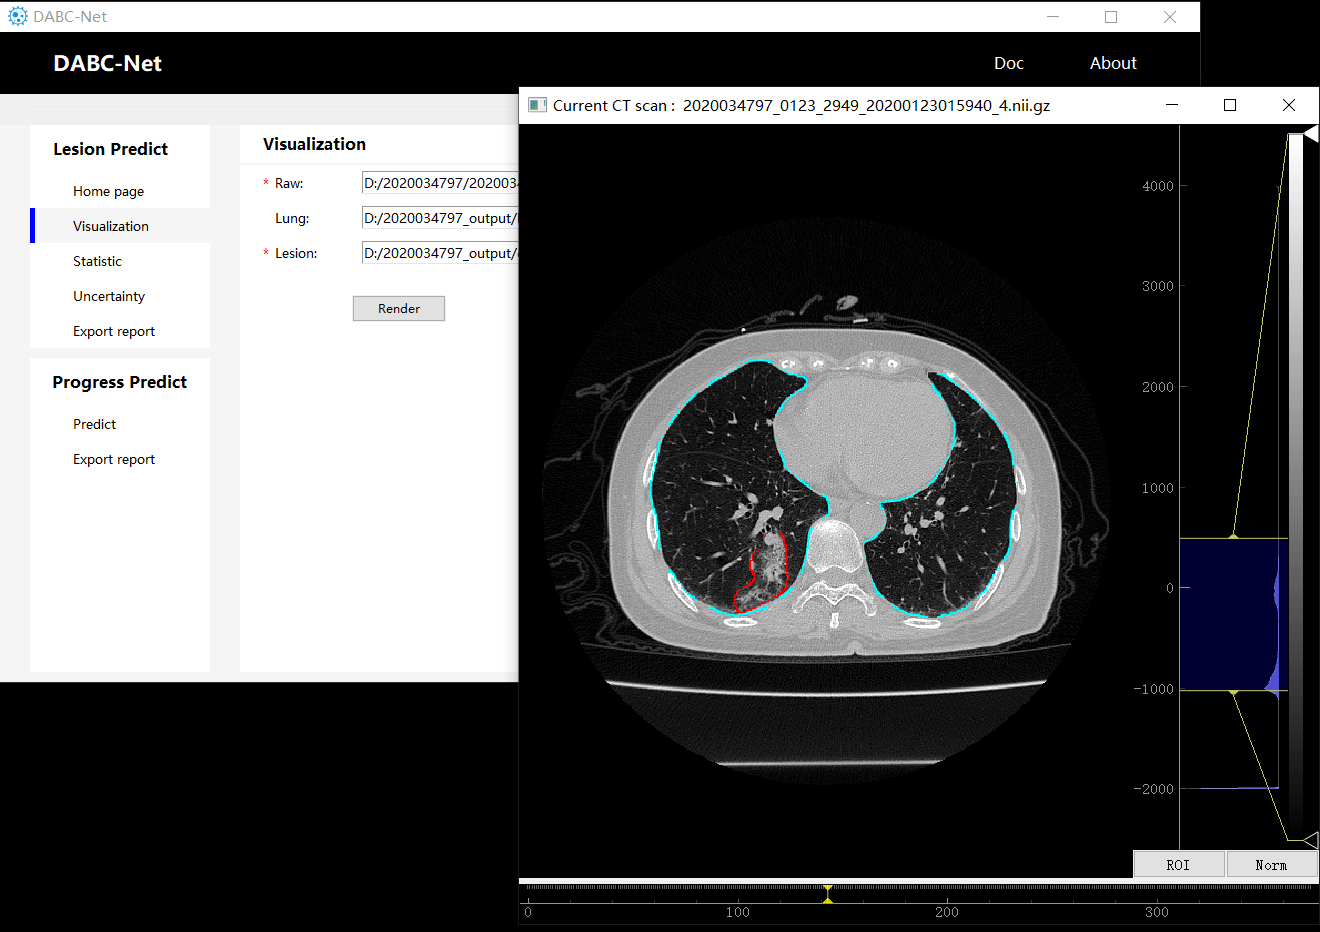 DABC-Net
DABC-Net
Doc
About
Current CT scan : 2020034797_0123_2949_20200123015940_4.nii.gz
Lesion Predict
Home page
Visualization
Statistic
Uncertainty
Export report
Progress Predict
Predict
Export report
Visualization
* Raw:
D:/2020034797/202003
Lung:
D:/2020034797_output/
* Lesion:
D:/2020034797_output/
Render
4000
3000
2000
1000
0
-1000
-2000
ROI
Norm
0
100
200
300